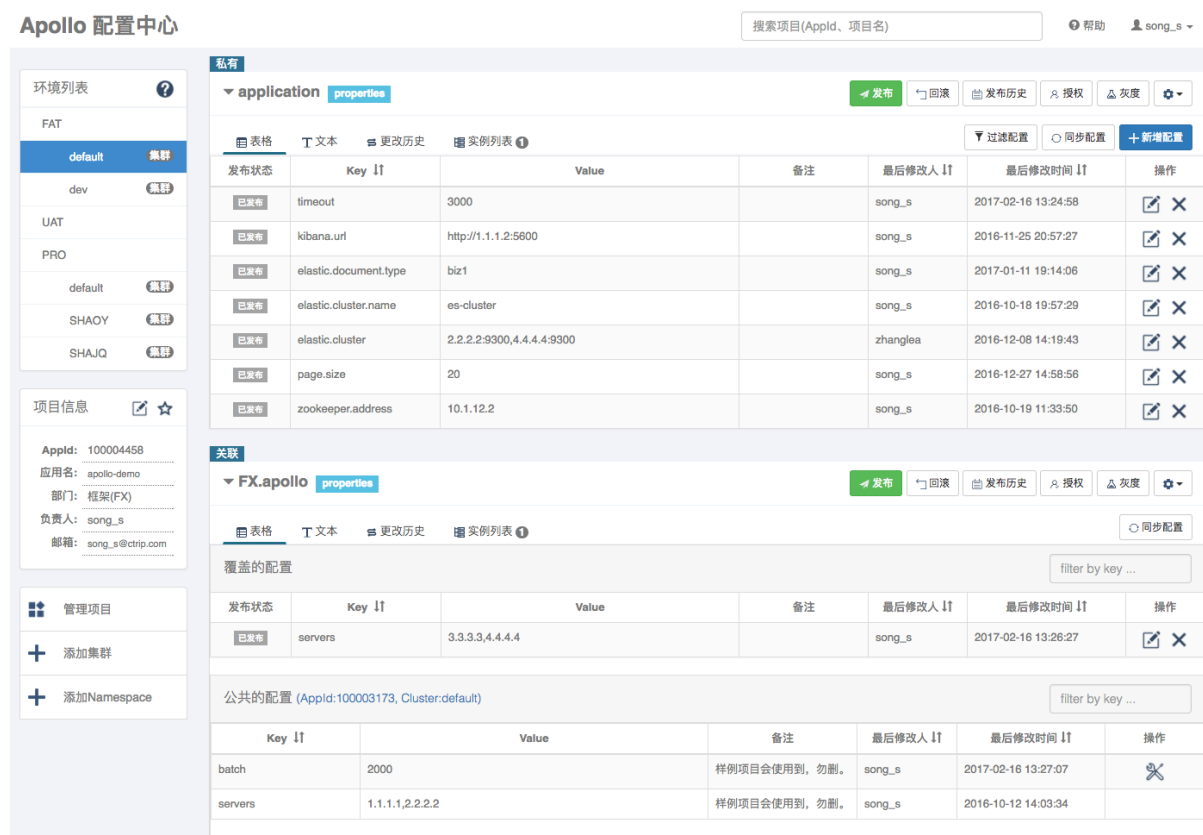 Apollo 配置中心
搜索项目(AppId、项目名)
帮助
song_s
环境列表
FAT
default 集群
dev 集群
UAT
PRO
default 集群
SHAOY 集群
SHAJQ 集群
项目信息
AppId: 100004458
应用名: apollo-demo
部门: 框架(FX)
负责人: song_s
邮箱: song_s@ctrip.com
管理项目
添加集群
添加Namespace
私有
application properties
发布 回滚 发布历史 授权 灰度
表格 文本 更改历史 实例列表 1
过滤配置 同步配置 新增配置
发布状态 Key Value 备注 最后修改人 最后修改时间 操作
已发布 timeout 3000 song_s 2017-02-16 13:24:58
已发布 kibana.url http://1.1.1.2:5600 song_s 2016-11-25 20:57:27
已发布 elastic.document.type biz1 song_s 2017-01-11 19:14:06
已发布 elastic.cluster.name es-cluster song_s 2016-10-18 19:57:29
已发布 elastic.cluster 2.2.2.2:9300,4.4.4.4:9300 zhanglea 2016-12-08 14:19:43
已发布 page.size 20 song_s 2016-12-27 14:58:56
已发布 zookeeper.address 10.1.12.2 song_s 2016-10-19 11:33:50
关联
FX.apollo properties
发布 回滚 发布历史 授权 灰度
表格 文本 更改历史 实例列表 1
同步配置
覆盖的配置 filter by key ...
发布状态 Key Value 备注 最后修改人 最后修改时间 操作
已发布 servers 3.3.3.3,4.4.4.4 song_s 2017-02-16 13:26:27
公共的配置 (AppId:100003173, Cluster:default) filter by key ...
Key Value 备注 最后修改人 最后修改时间 操作
batch 2000 样例项目会使用到，勿删。 song_s 2017-02-16 13:27:07
servers 1.1.1.1,2.2.2.2 样例项目会使用到，勿删。 song_s 2016-10-12 14:03:34